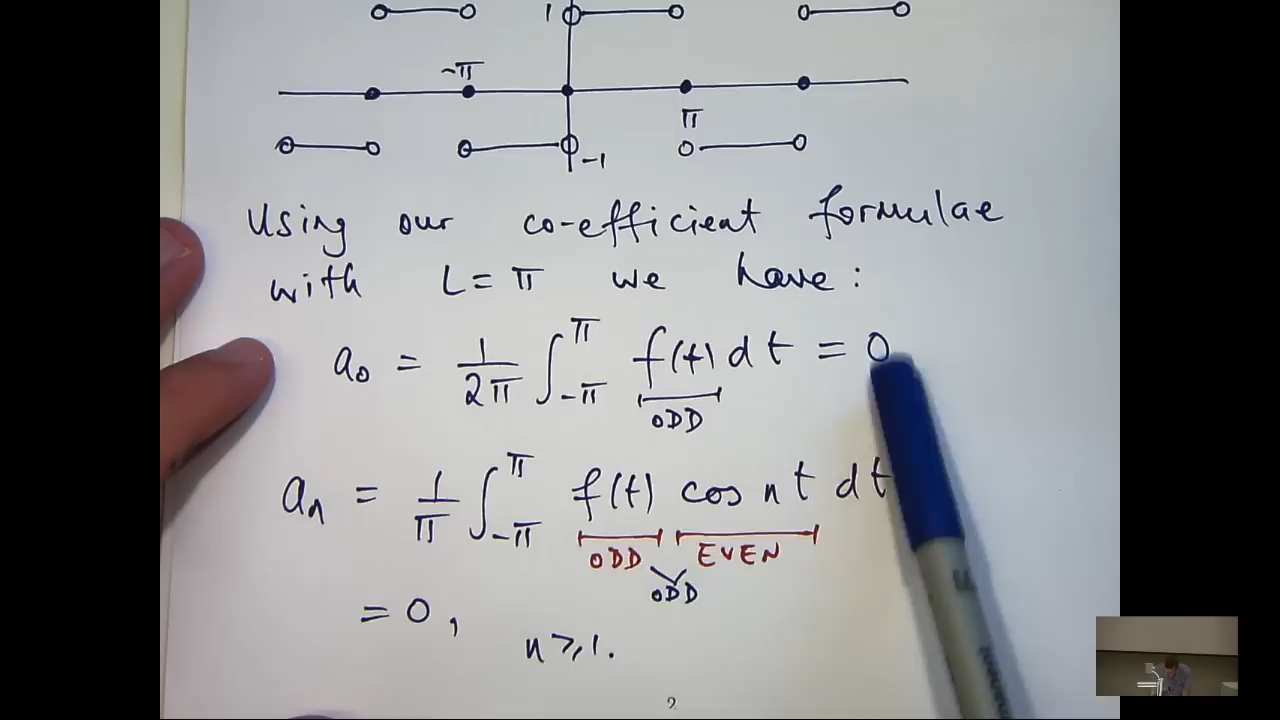 1
-π
π
-1
Using our co-efficient formulae
with L = π we have:
a₀ = 1/2π ∫_{-π}^{π} f(t) dt = 0
ODD
aₙ = 1/π ∫_{-π}^{π} f(t) cos nt dt
ODD EVEN
ODD
= 0,
n ≥ 1.
2